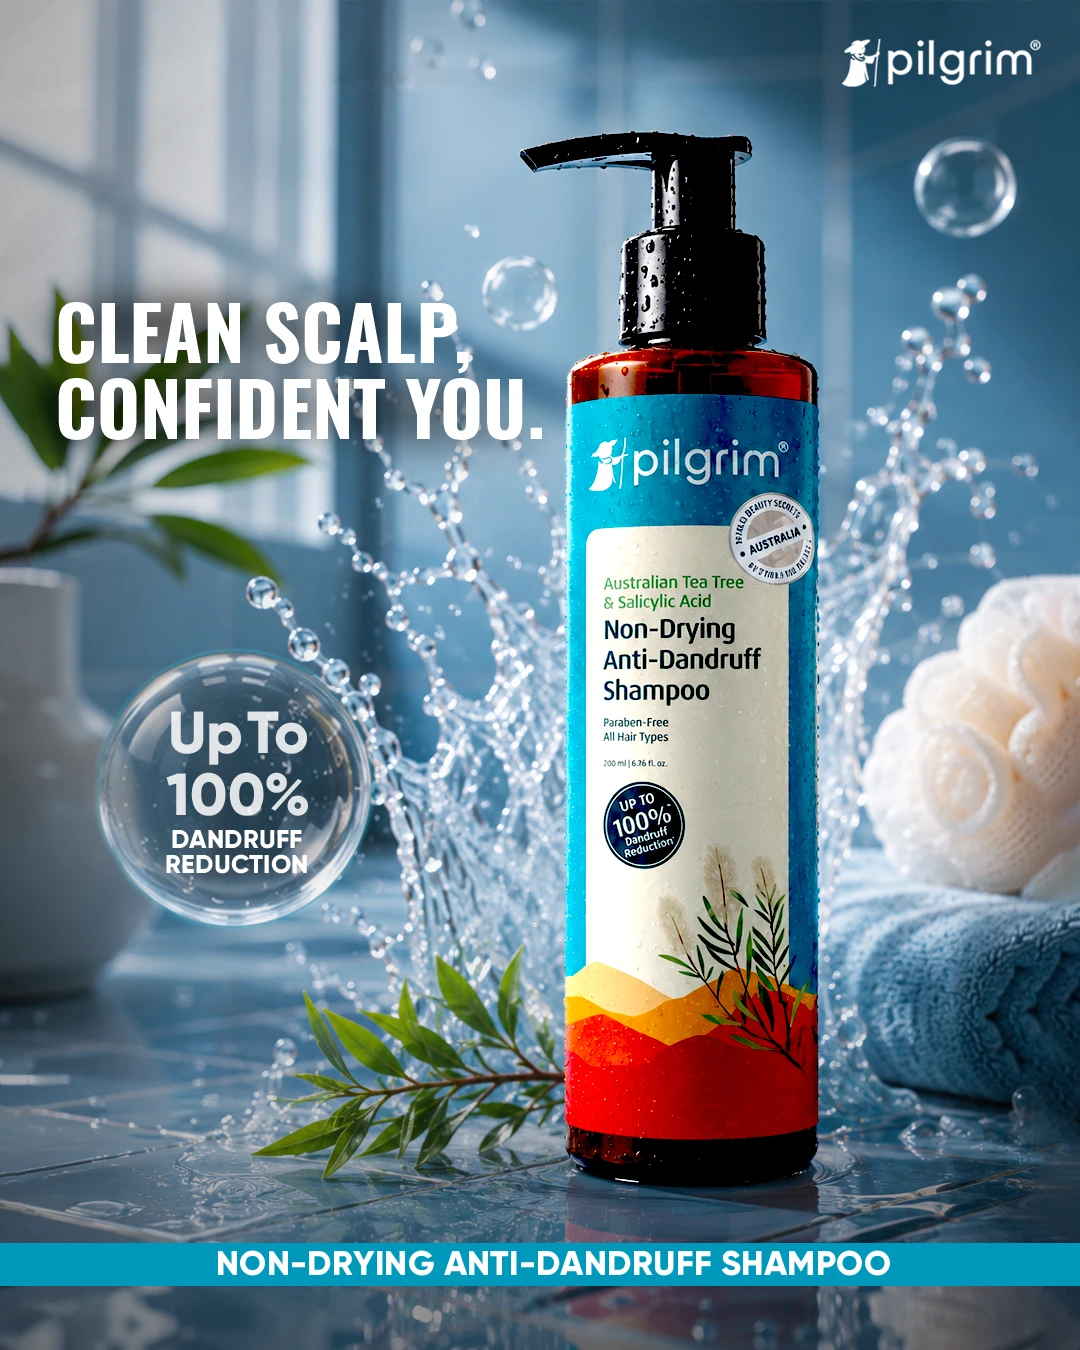 pilgrim®
CLEAN SCALP,
CONFIDENT YOU.
pilgrim®
BEAUTY SECRETS
AUSTRALIA
Australian Tea Tree
& Salicylic Acid
Non-Drying
Anti-Dandruff
Shampoo
Paraben-Free
All Hair Types
200 ml | 6.76 fl. oz.
UP TO
100%
Dandruff
Reduction*
Up To
100%
DANDRUFF
REDUCTION
NON-DRYING ANTI-DANDRUFF SHAMPOO